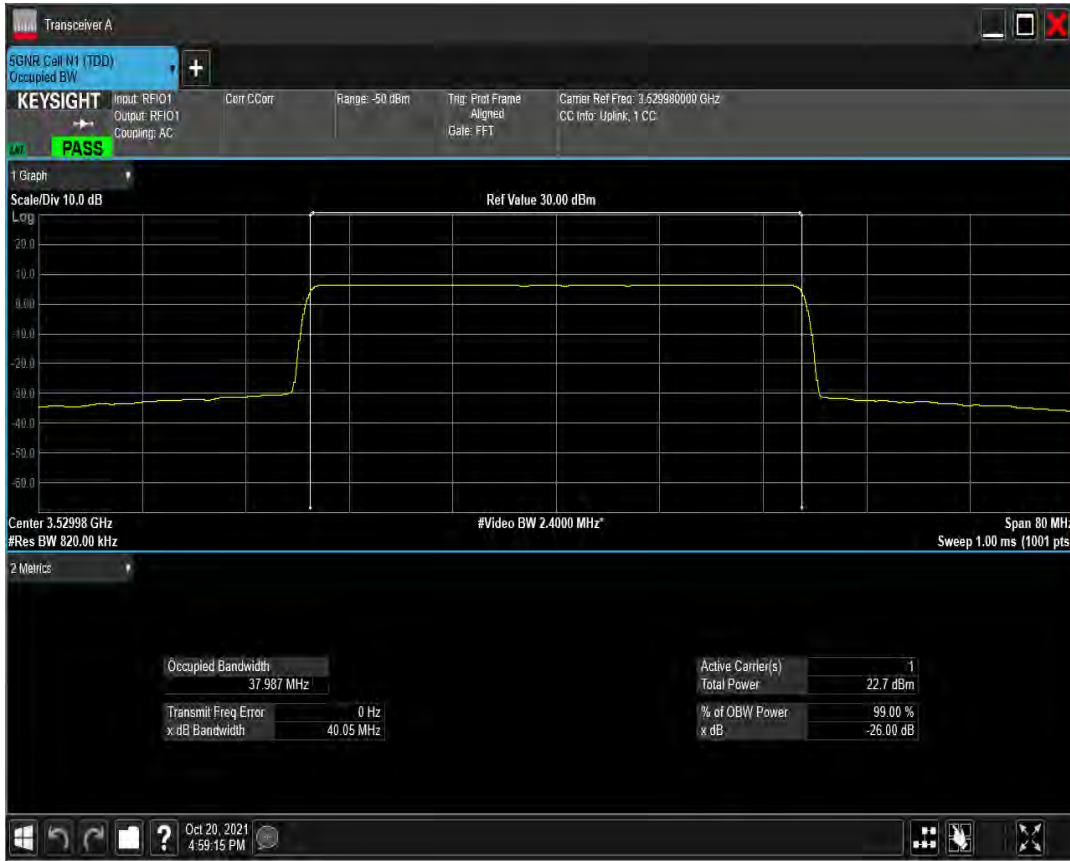 Transceiver A
5GNR Cell N1 (TDD)
Occupied BW
+
KEYSIGHT
Input: RFIO1
Output: RFIO1
Coupling: AC
PASS
Corr CCorr
Range: -50 dBm
Trig: Prot Frame
Aligned
Gate: FFT
Carrier Ref Freq: 3.529980000 GHz
CC Info: Uplink, 1 CC
1 Graph
Scale/Div 10.0 dB
Ref Value 30.00 dBm
Log
20.0
10.0
0.00
-10.0
-20.0
-30.0
-40.0
-50.0
-60.0
Center 3.52998 GHz
#Video BW 2.4000 MHz*
Span 80 MHz
#Res BW 820.00 kHz
Sweep 1.00 ms (1001 pts
2 Metrics
Occupied Bandwidth
37.987 MHz
Transmit Freq Error 0 Hz
x dB Bandwidth 40.05 MHz
Active Carrier(s) 1
Total Power 22.7 dBm
% of OBW Power 99.00 %
x dB -26.00 dB
?
Oct 20, 2021
4:59:15 PM